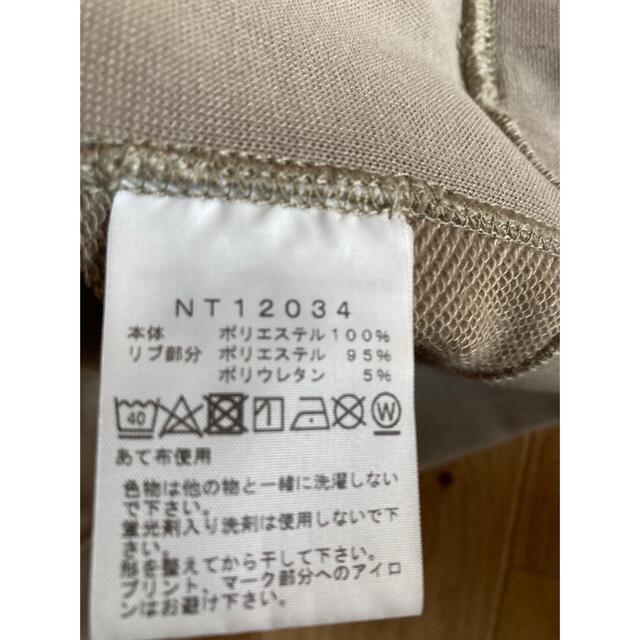 NT12034
本体 ポリエステル100%
リブ部分 ポリエステル 95%
ポリウレタン 5%
40 W
あて布使用
色物は他の物と一緒に洗濯しない
で下さい。
蛍光剤入り洗剤は使用しないで下
さい。
形を整えてから干して下さい。
プリント、マーク部分へのアイロ
ンはお避け下さい。